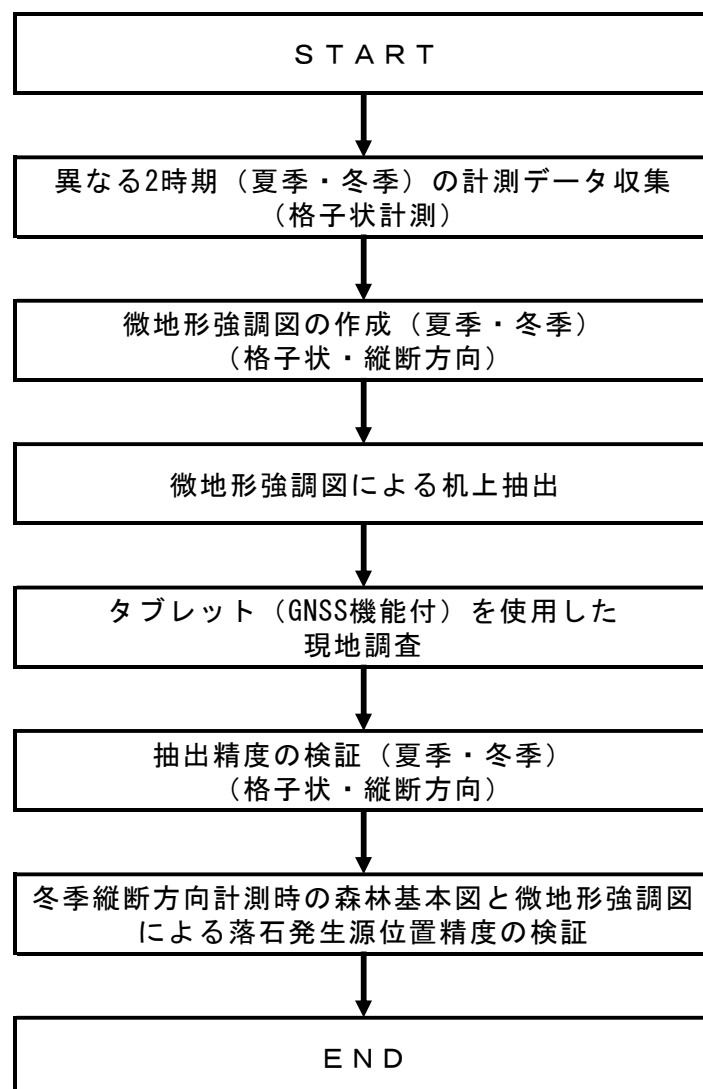 ＳＴＡＲＴ
異なる2時期（夏季・冬季）の計測データ収集
（格子状計測）
微地形強調図の作成（夏季・冬季）
（格子状・縦断方向）
微地形強調図による机上抽出
タブレット（GNSS機能付）を使用した
現地調査
抽出精度の検証（夏季・冬季）
（格子状・縦断方向）
冬季縦断方向計測時の森林基本図と微地形強調図
による落石発生源位置精度の検証
ＥＮＤ